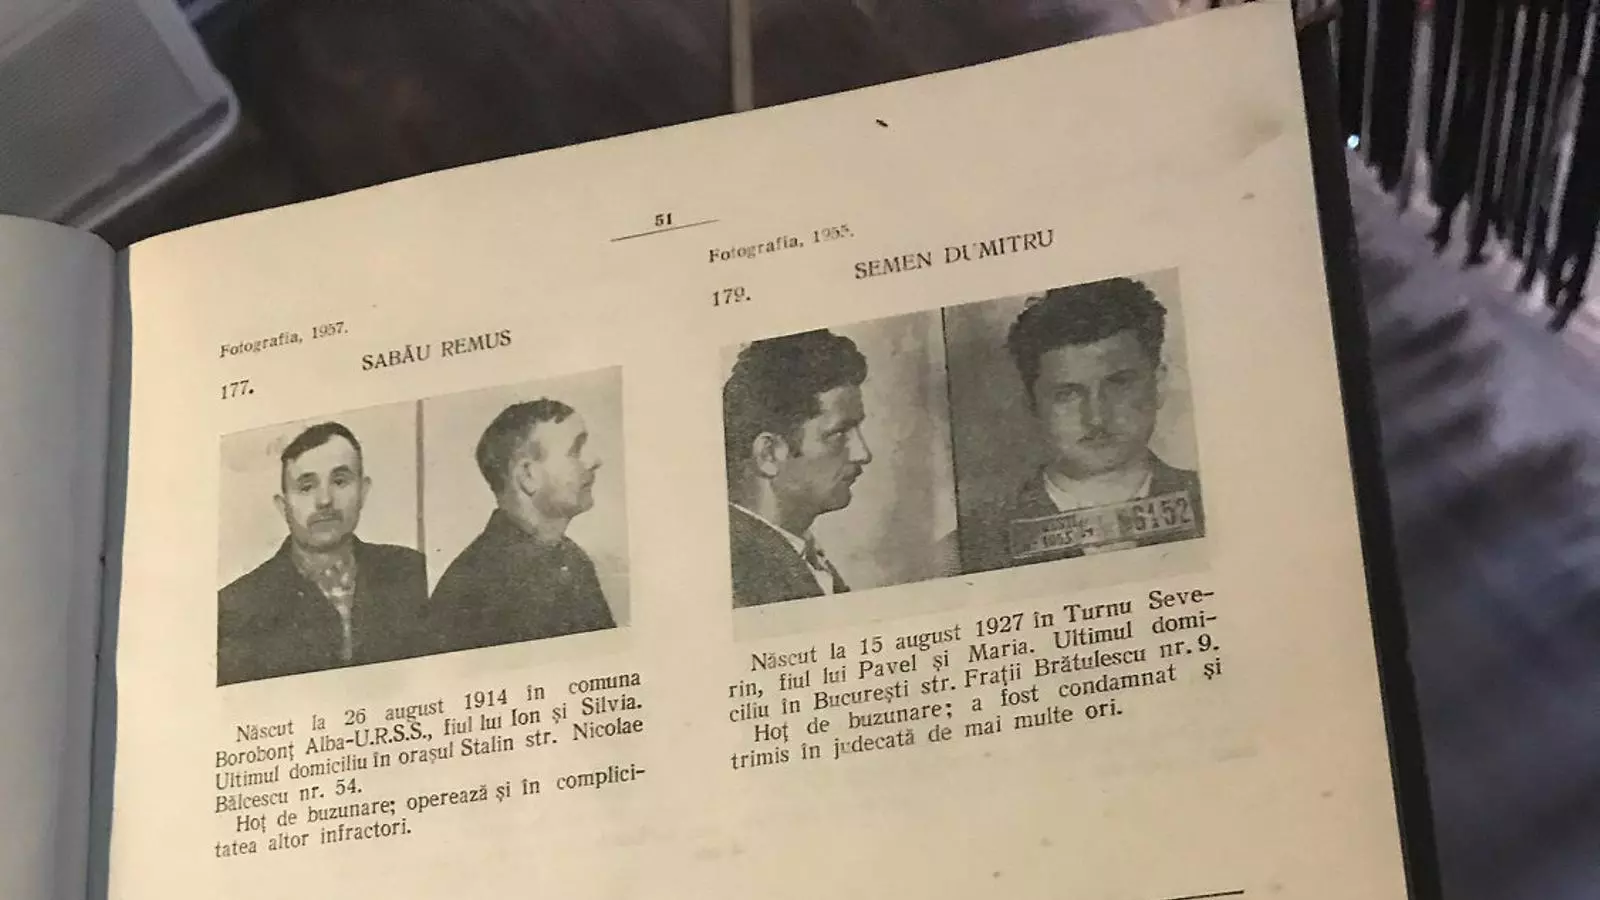 51
Fotografia, 1957.
177.
SABĂU REMUS
Născut la 26 august 1914 în comuna
Borobonț Alba-U.R.S.S., fiul lui Ion și Silvia.
Ultimul domiciliu în orașul Stalin str. Nicolae
Bălcescu nr. 54.
Hoț de buzunare; operează și în complici-
tatea altor infractori.
Fotografia, 1955.
179.
SEMEN DUMITRU
6152
Născut la 15 august 1927 în Turnu Seve-
rin, fiul lui Pavel și Maria. Ultimul domi-
ciliu în București str. Frații Brătulescu nr. 9.
Hoț de buzunare; a fost condamnat și
trimis în judecată de mai multe ori.